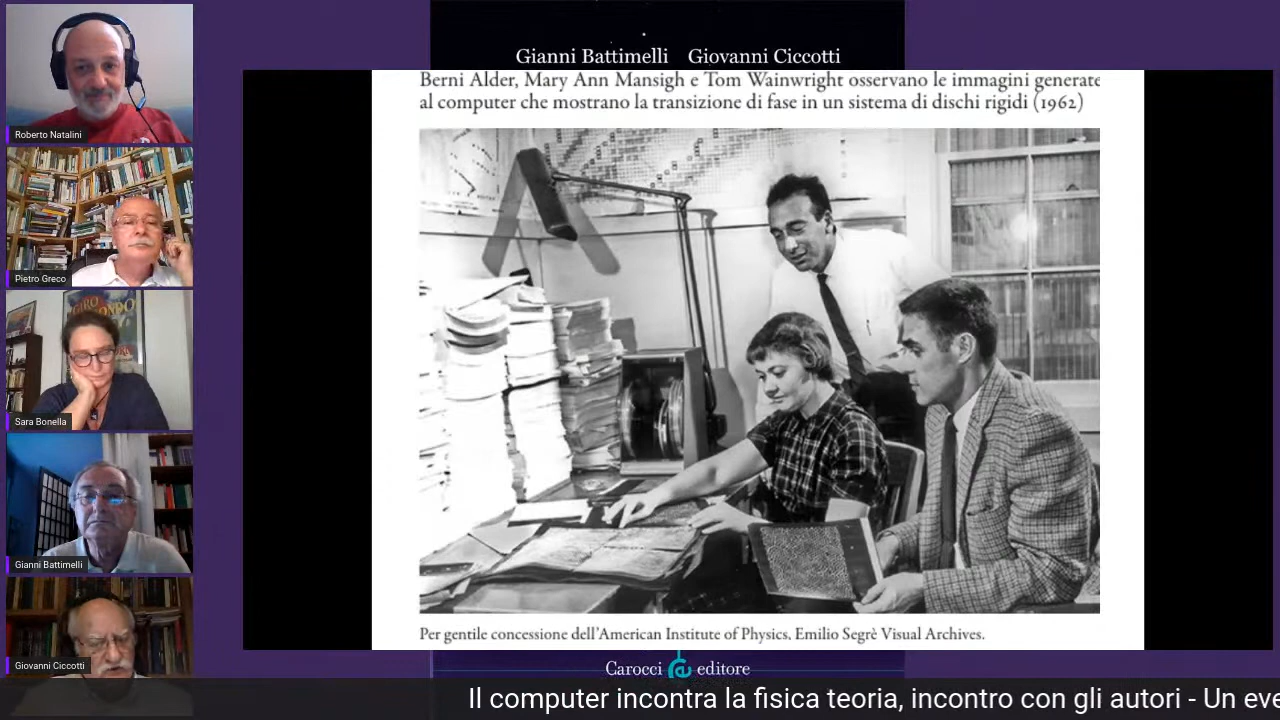 Gianni Battimelli Giovanni Ciccotti
Berni Alder, Mary Ann Mansigh e Tom Wainwright osservano le immagini generate
al computer che mostrano la transizione di fase in un sistema di dischi rigidi (1962)
Per gentile concessione dell'American Institute of Physics, Emilio Segrè Visual Archives.
Carocci editore
Roberto Natalini
Pietro Greco
GIRO
Sara Bonella
Gianni Battimelli
Giovanni Ciccotti
Il computer incontra la fisica teoria, incontro con gli autori - Un eve